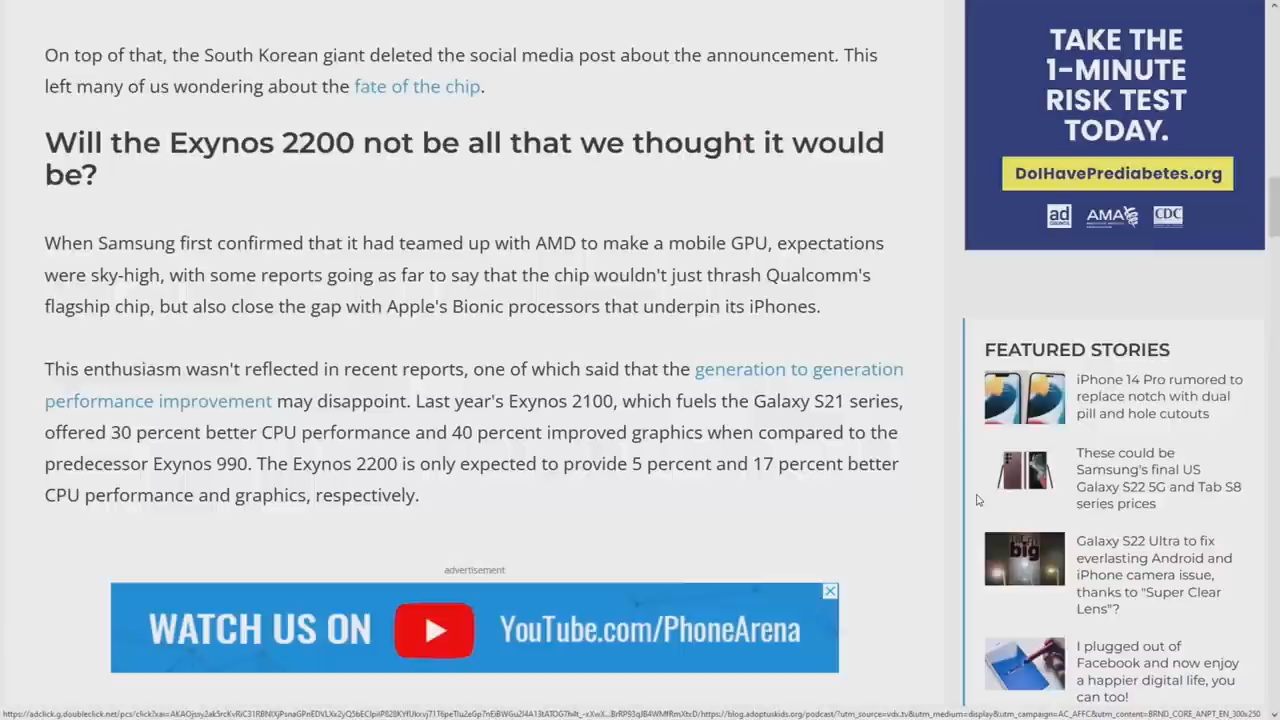 On top of that, the South Korean giant deleted the social media post about the announcement. This
left many of us wondering about the fate of the chip.
Will the Exynos 2200 not be all that we thought it would
be?
When Samsung first confirmed that it had teamed up with AMD to make a mobile GPU, expectations
were sky-high, with some reports going as far to say that the chip wouldn't just thrash Qualcomm's
flagship chip, but also close the gap with Apple's Bionic processors that underpin its iPhones.
This enthusiasm wasn't reflected in recent reports, one of which said that the generation to generation
performance improvement may disappoint. Last year's Exynos 2100, which fuels the Galaxy S21 series,
offered 30 percent better CPU performance and 40 percent improved graphics when compared to the
predecessor Exynos 990. The Exynos 2200 is only expected to provide 5 percent and 17 percent better
CPU performance and graphics, respectively.
advertisement
WATCH US ON YouTube.com/PhoneArena
TAKE THE
1-MINUTE
RISK TEST
TODAY.
DoIHavePrediabetes.org
ad AMA CDC
FEATURED STORIES
iPhone 14 Pro rumored to
replace notch with dual
pill and hole cutouts
These could be
Samsung's final US
Galaxy S22 5G and Tab S8
series prices
big
Galaxy S22 Ultra to fix
everlasting Android and
iPhone camera issue,
thanks to "Super Clear
Lens"?
I plugged out of
Facebook and now enjoy
a happier digital life, you
can too!